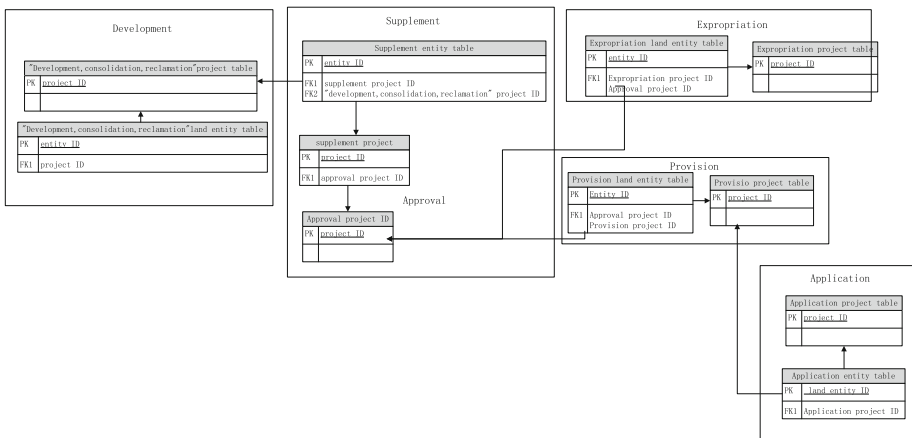 Development
"Development,consolidation,reclamation"project table
PK project ID
"Development,consolidation,reclamation"land entity table
PK entity ID
FK1 project ID
Supplement
Supplement entity table
PK entity ID
FK1 supplement project ID
FK2 "development,consolidation,reclamation" project ID
supplement project
PK project ID
FK1 approval project ID
Approval
Approval project ID
PK project ID
Expropriation
Expropriation land entity table
PK entity ID
FK1 Expropriation project ID
Approval project ID
Expropriation project table
PK project ID
Provision
Provision land entity table
PK Entity ID
FK1 Approval project ID
Provision project ID
Provisio project table
PK project ID
Application
Application project table
PK project ID
Application entity table
PK land entity ID
FK1 Application project ID